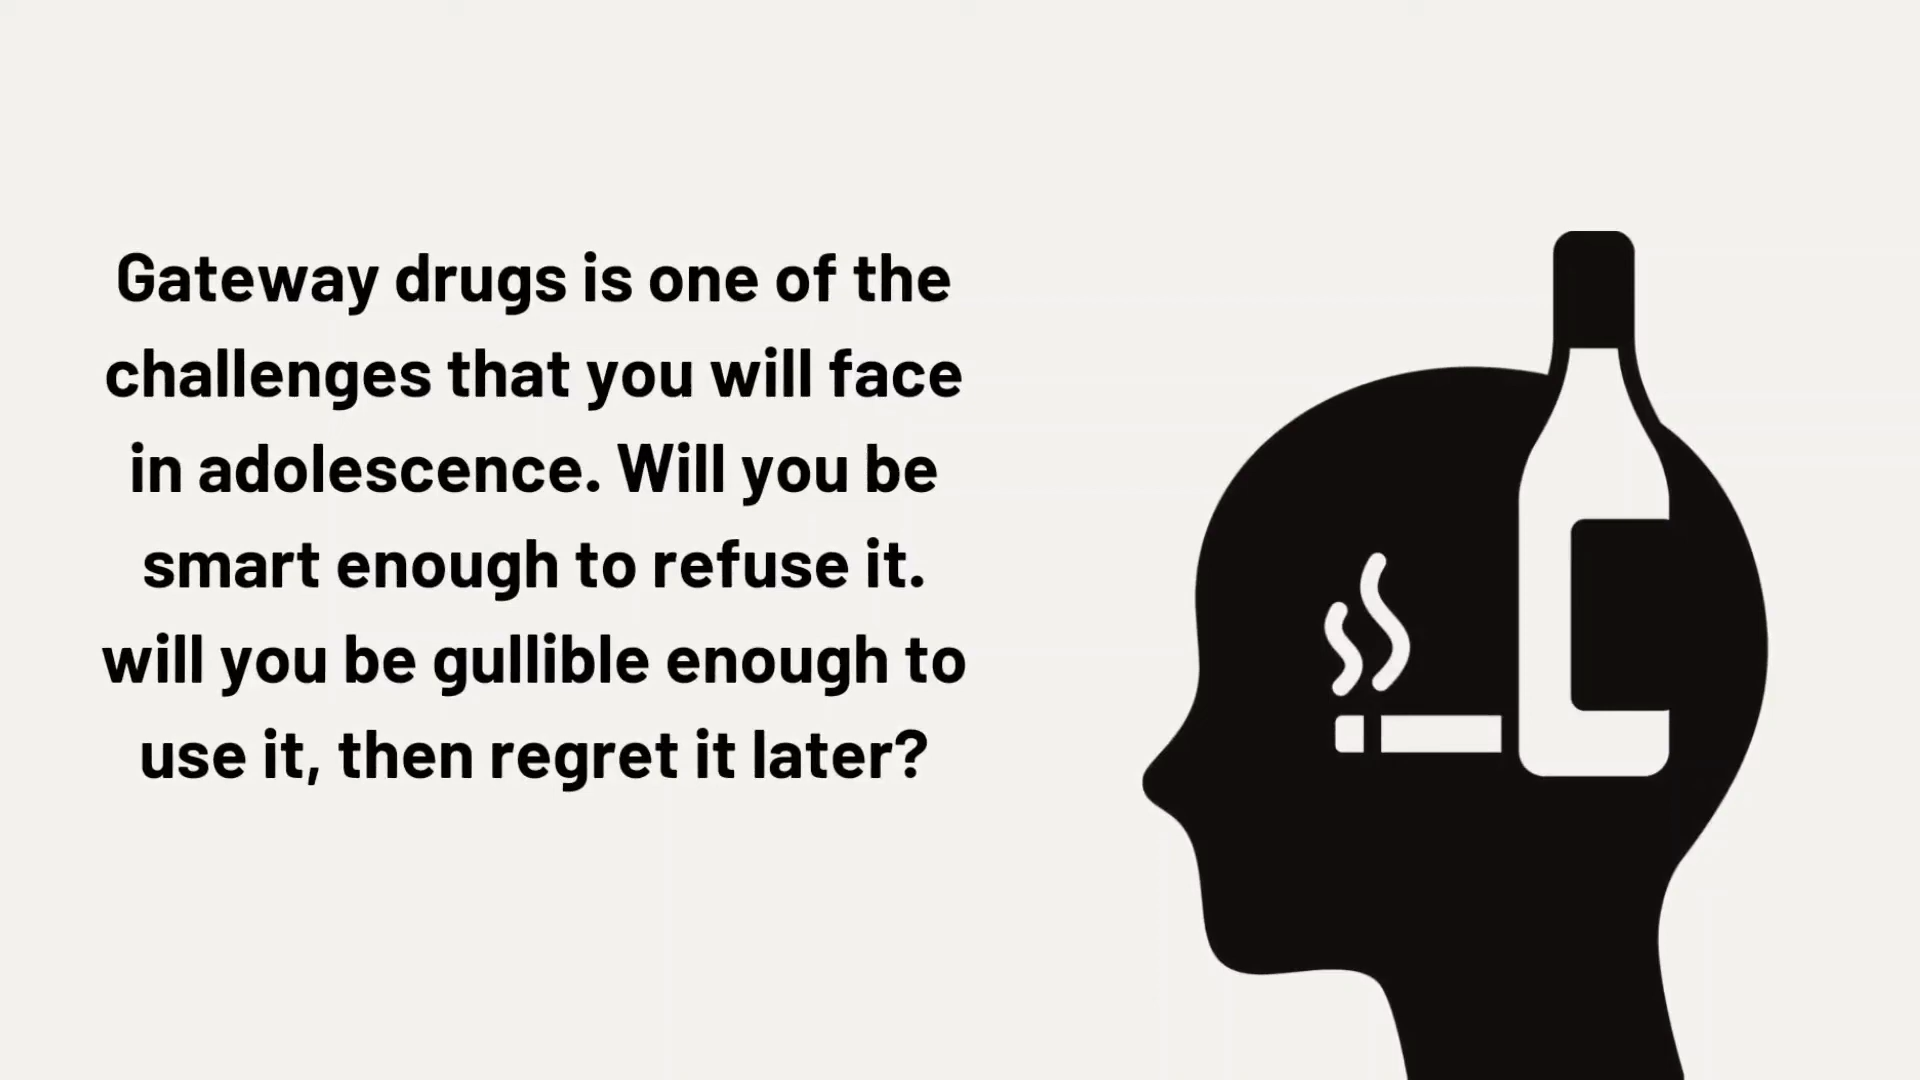 Gateway drugs is one of the
challenges that you will face
in adolescence. Will you be
smart enough to refuse it.
will you be gullible enough to
use it, then regret it later?